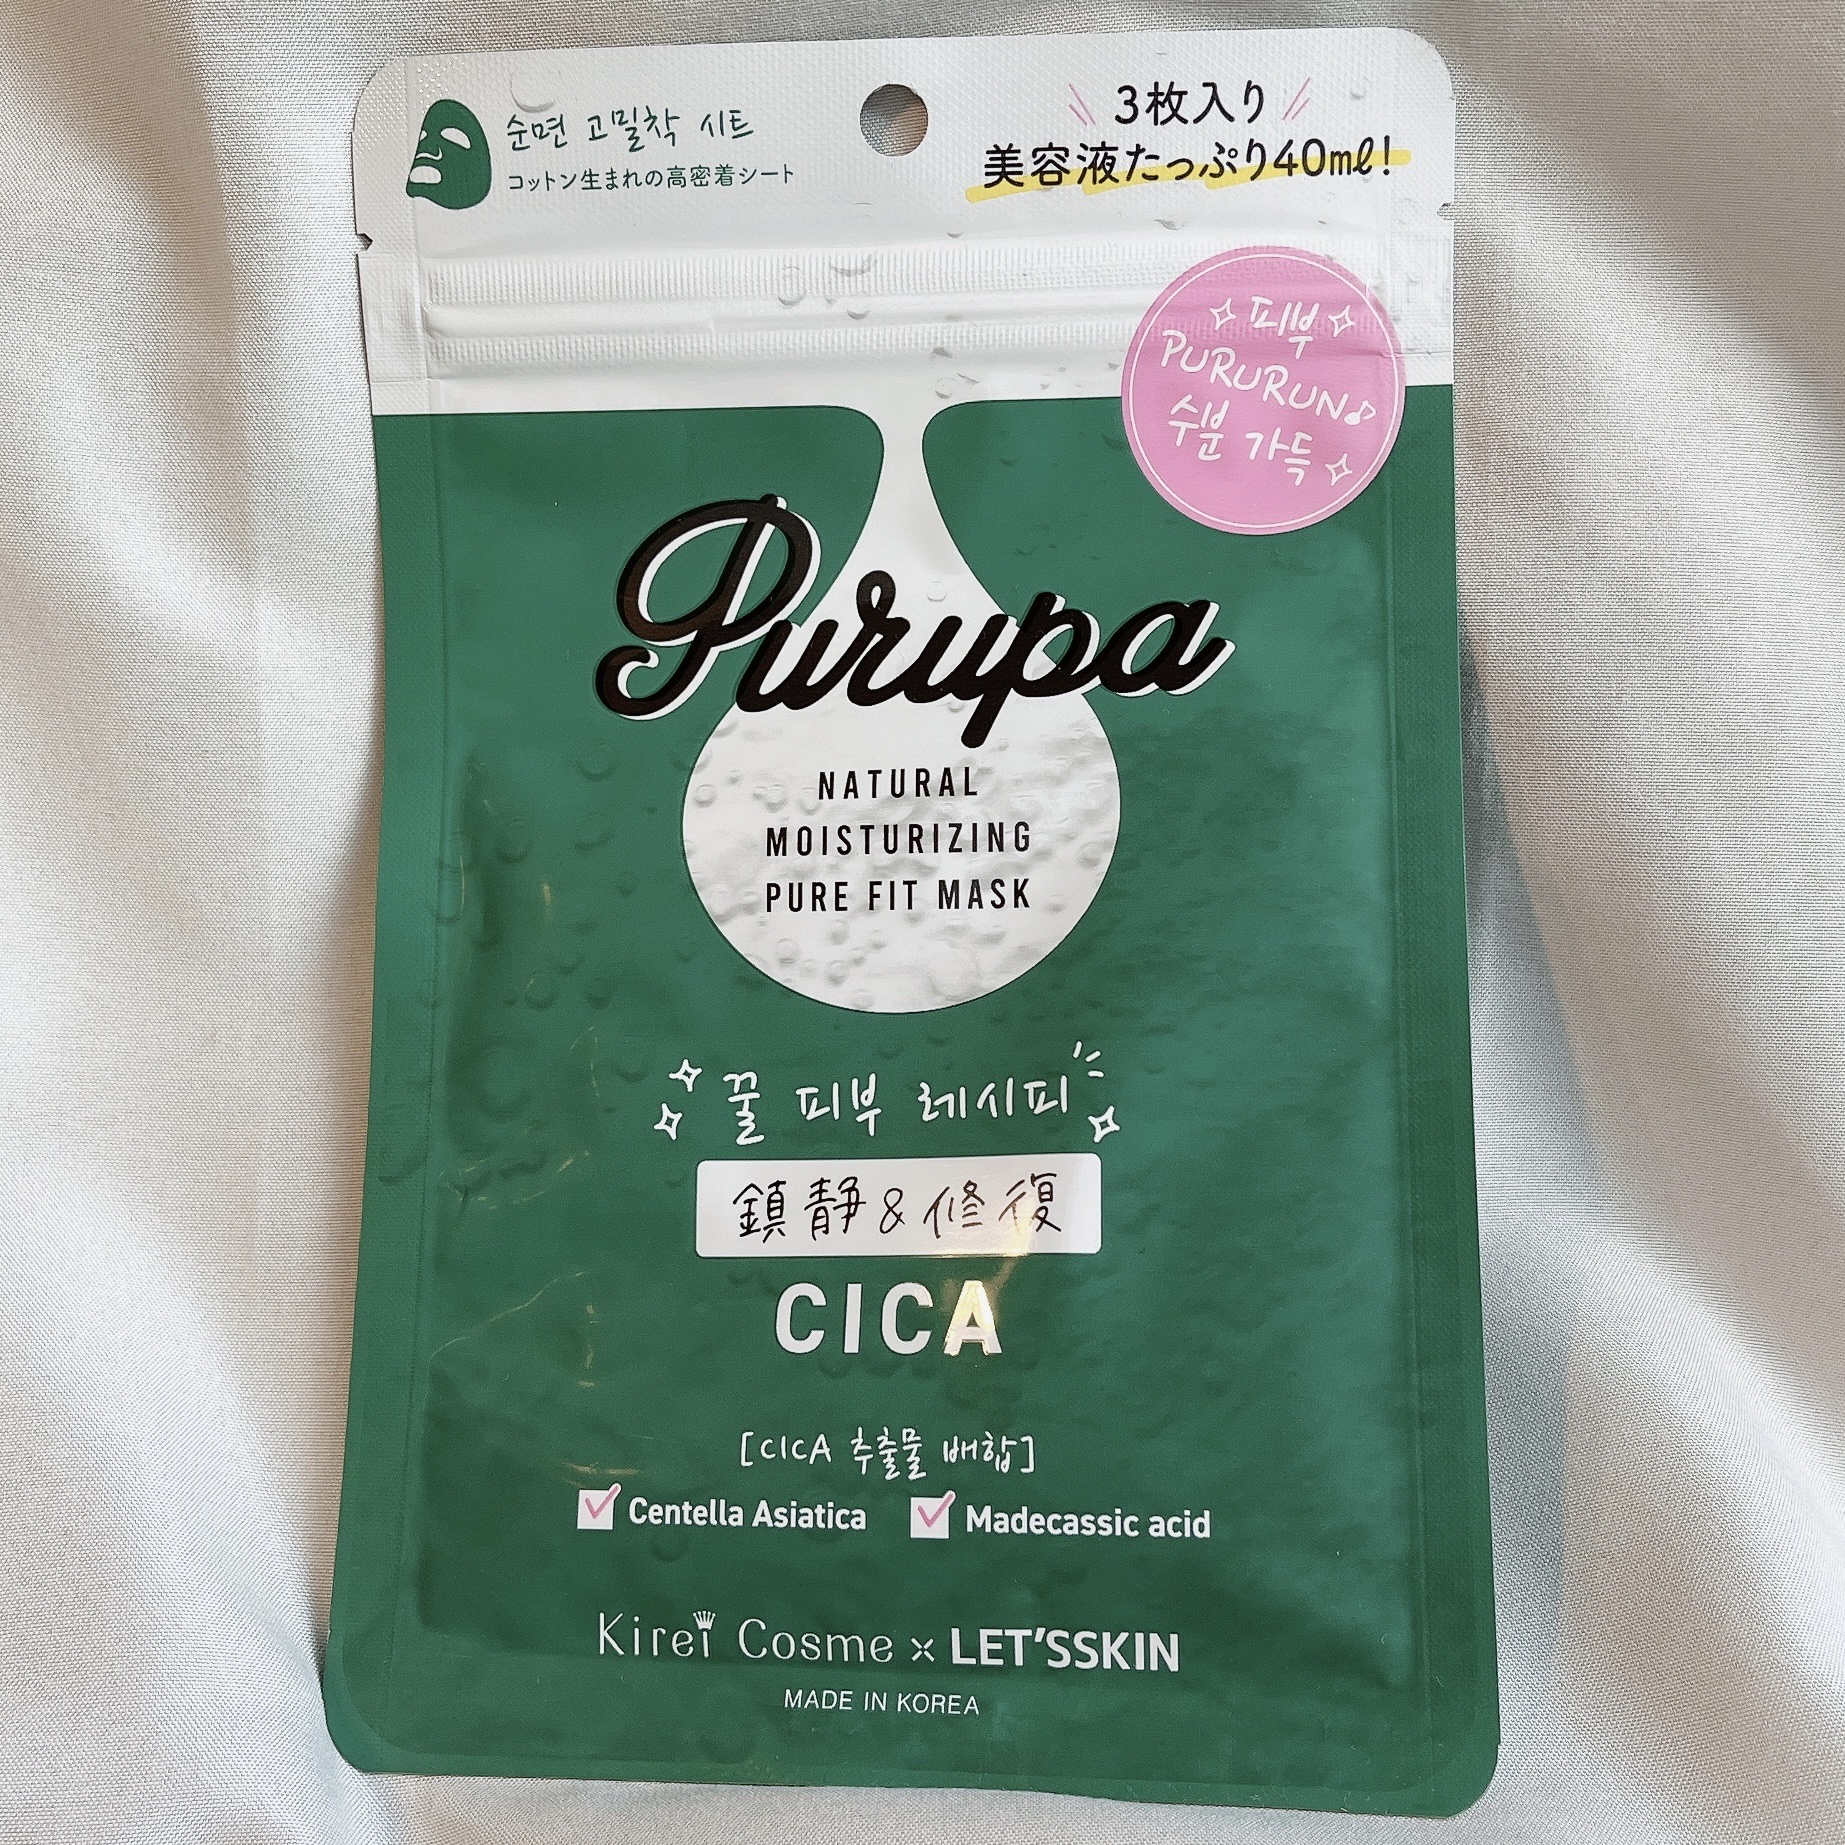 순면 고밀착 시트
コットン生まれの高密着シート
3枚入り
美容液たっぷり40mℓ!
피부
PURURUN♪
수분 가득
Purupa
NATURAL
MOISTURIZING
PURE FIT MASK
꿀 피부 레시피
鎮静&修復
CICA
[CICA 추출물 배합]
Centella Asiatica Madecassic acid
Kirei Cosme × LET'SSKIN
MADE IN KOREA